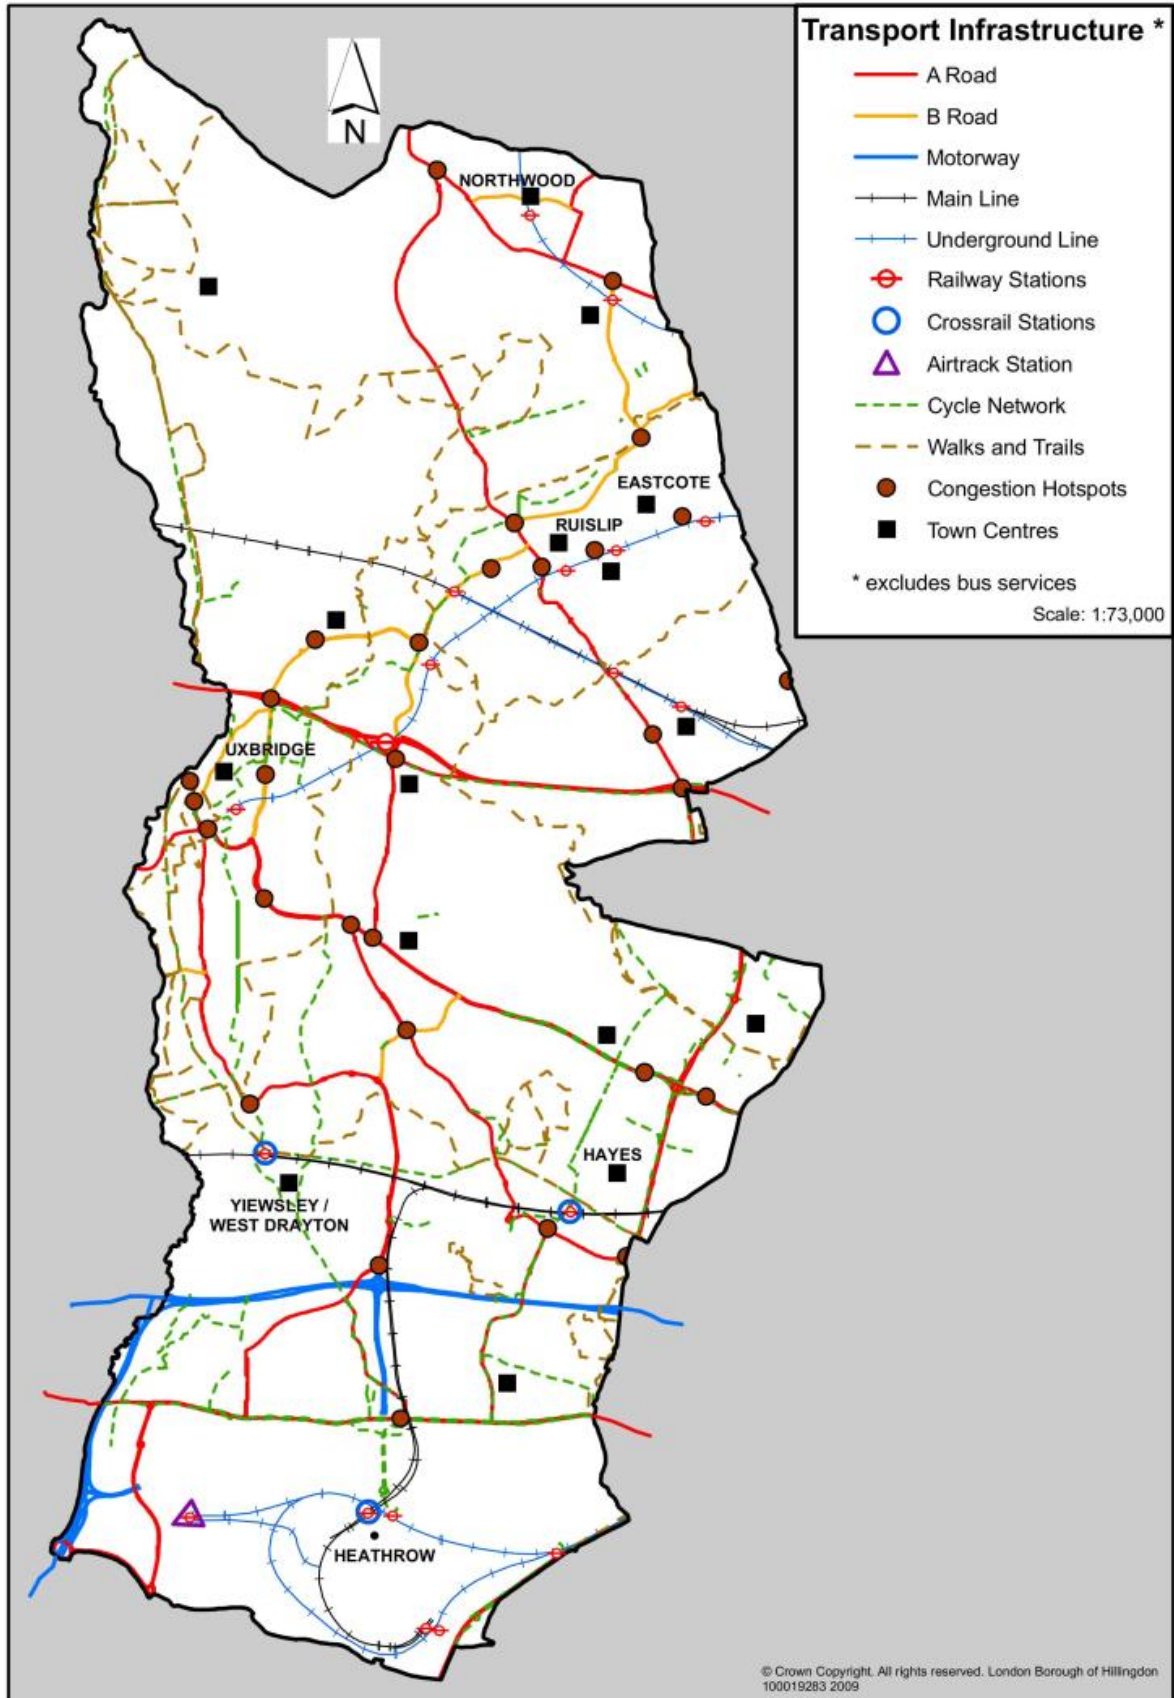 Transport Infrastructure *
A Road
B Road
Motorway
Main Line
Underground Line
Railway Stations
Crossrail Stations
Airtrack Station
Cycle Network
Walks and Trails
Congestion Hotspots
Town Centres
* excludes bus services
Scale: 1:73,000
N
NORTHWOOD
EASTCOTE
RUISLIP
UXBRIDGE
HAYES
YIEWSLEY /
WEST DRAYTON
HEATHROW
© Crown Copyright. All rights reserved. London Borough of Hillingdon
100019283 2009